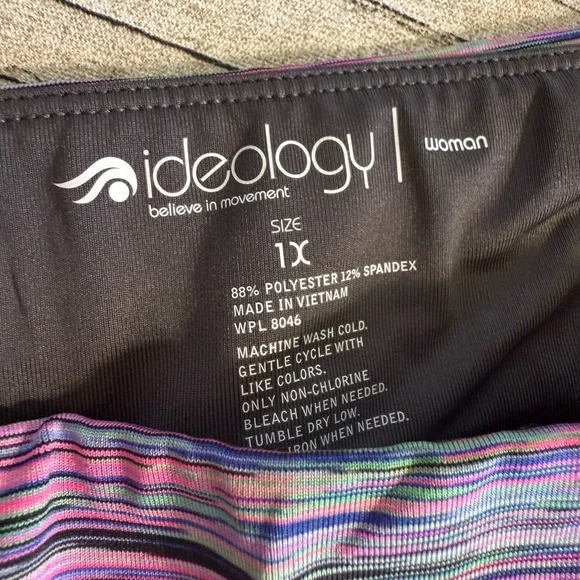 ideology | woman
believe in movement
SIZE
1X
88% POLYESTER 12% SPANDEX
MADE IN VIETNAM
WPL 8046
MACHINE WASH COLD.
GENTLE CYCLE WITH
LIKE COLORS.
ONLY NON-CHLORINE
BLEACH WHEN NEEDED.
TUMBLE DRY LOW.
IRON WHEN NEEDED.